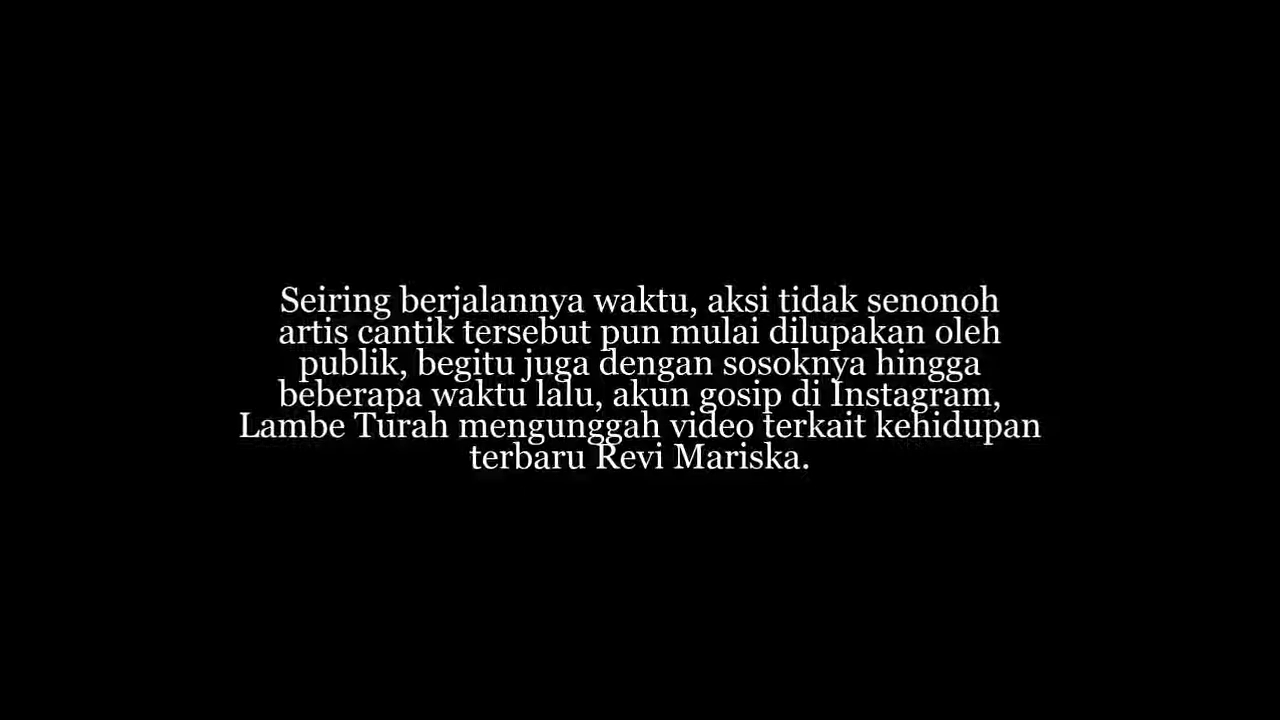 Seiring berjalannya waktu, aksi tidak senonoh
artis cantik tersebut pun mulai dilupakan oleh
publik, begitu juga dengan sosoknya hingga
beberapa waktu lalu, akun gosip di Instagram,
Lambe Turah mengunggah video terkait kehidupan
terbaru Revi Mariska.